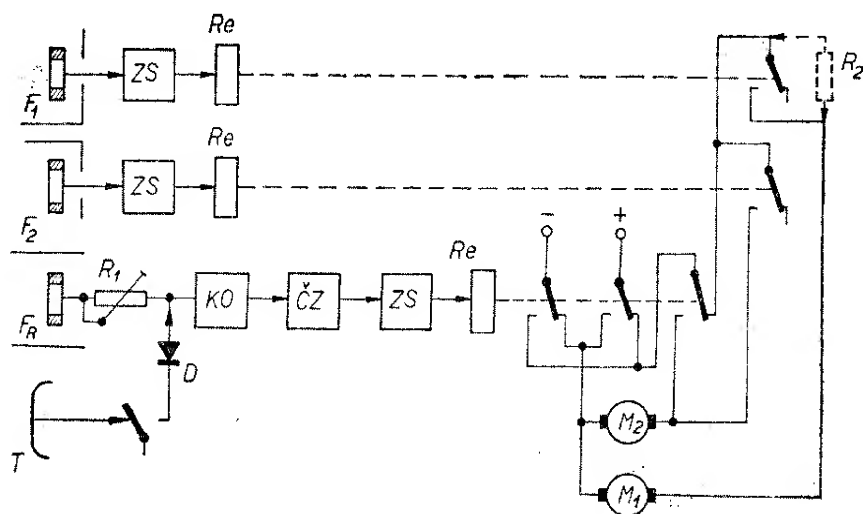 Re
F1
ZS
R2
Re
F2
ZS
− +
Re
R1
FR
KO
ČZ
ZS
D
T
M2
M1